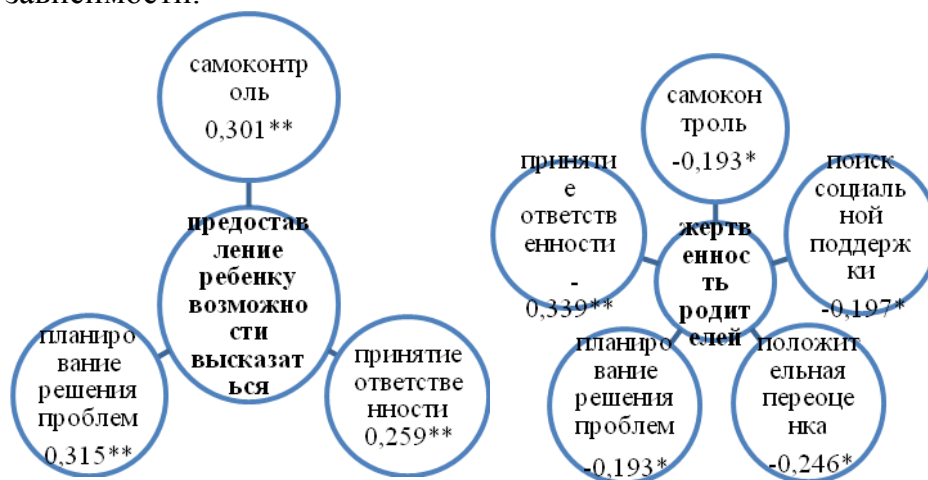 зависимости.
самоконтр
оль
0,301**
предостав
ление
ребенку
возможно
сти
высказат
ься
планиро
вание
решения
проблем
0,315**
принятие
ответстве
нности
0,259**
самокон
троль
-0,193*
приняти
е
ответств
енности
-
0,339**
поиск
социаль
ной
поддерж
ки
-0,197*
жертв
еннос
ть
родит
елей
планиро
вание
решения
проблем
-0,193*
положит
ельная
переоце
нка
-0,246*